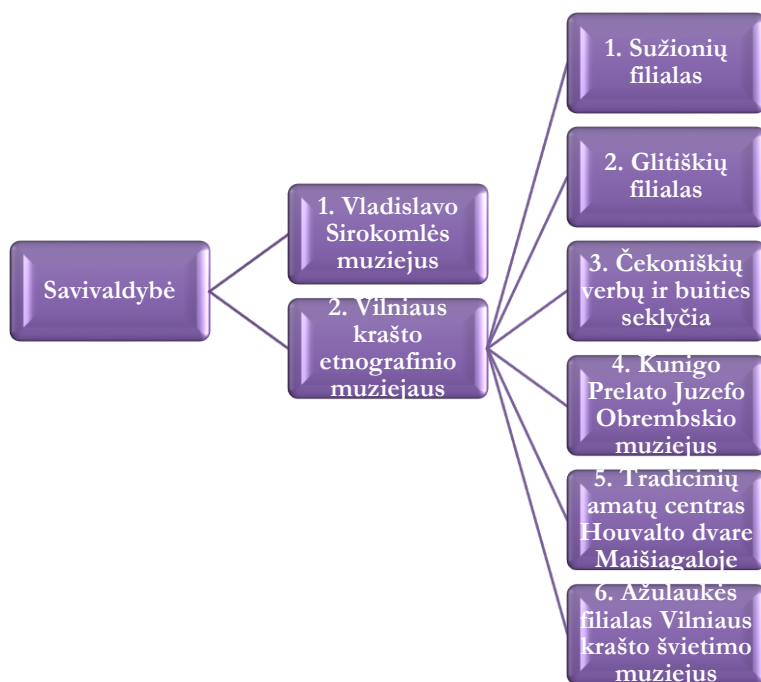 Savivaldybė
1. Vladislavo
Sirokomlės
muziejus
2. Vilniaus
krašto
etnografinio
muziejaus
1. Sužionių
filialas
2. Glitiškių
filialas
3. Čekoniškių
verbų ir buities
seklyčia
4. Kunigo
Prelato Juzefo
Obrembskio
muziejus
5. Tradicinių
amatų centras
Houvalto dvare
Maišiagaloje
6. Ažulaukės
filialas Vilniaus
krašto švietimo
muziejus